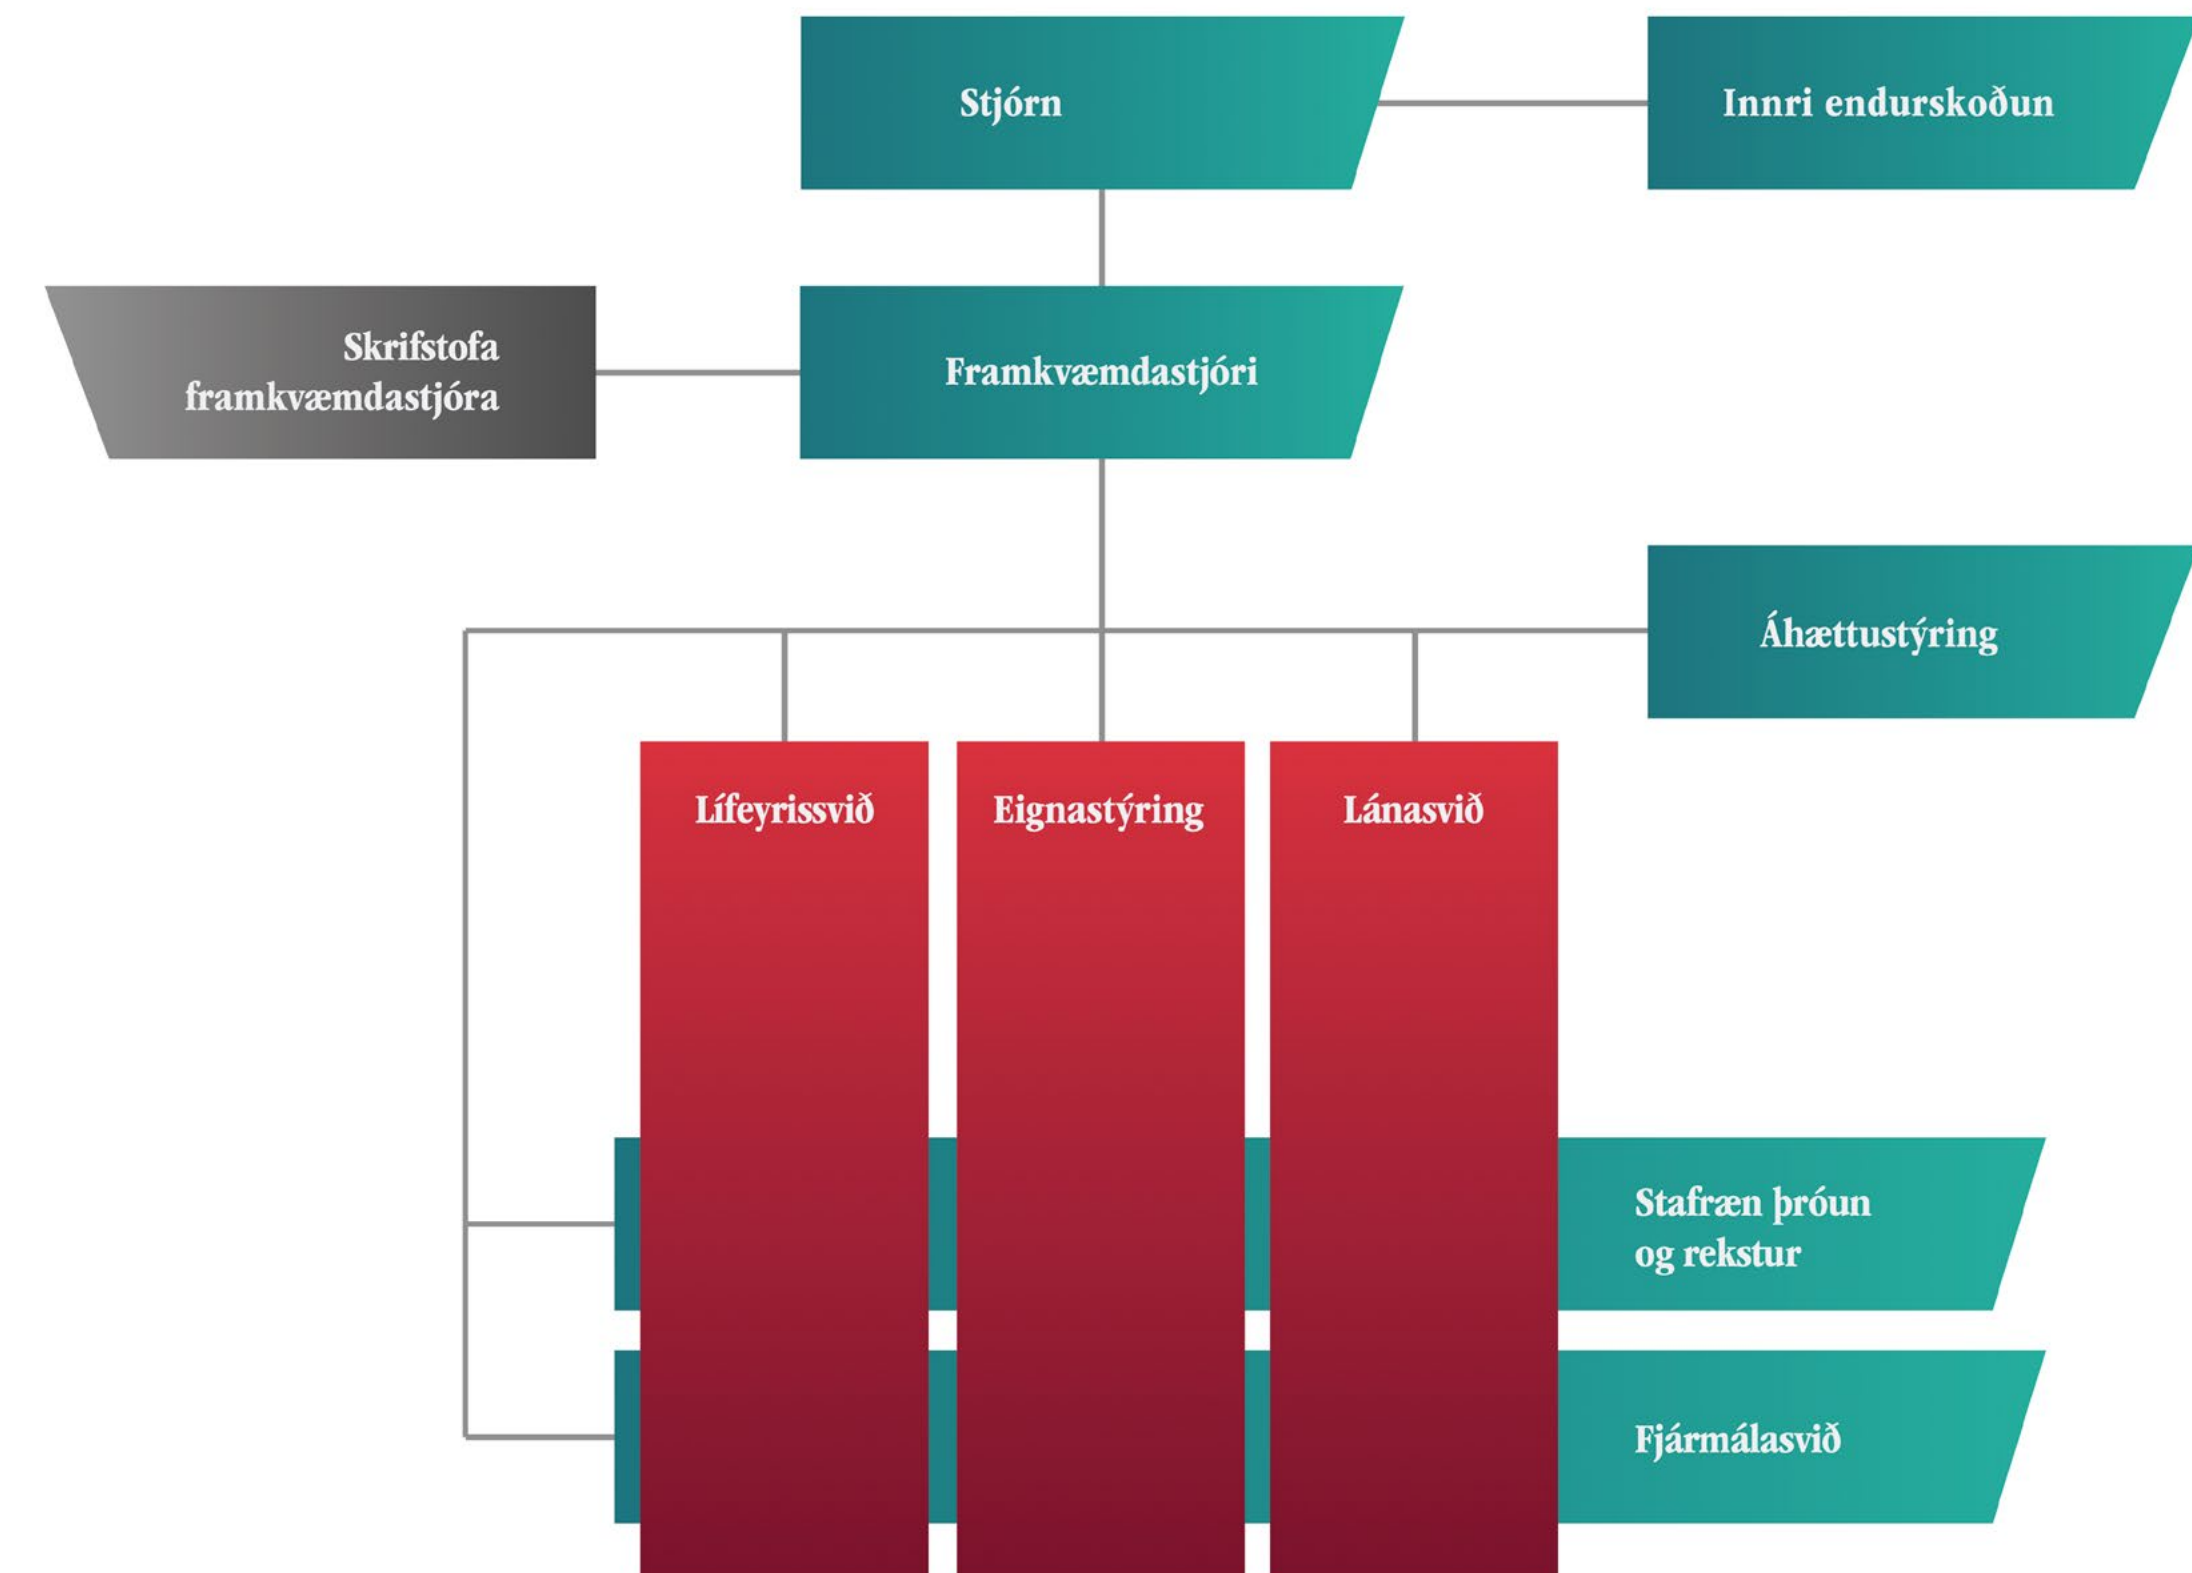 Stjórn
Innri endurskoðun
Skrifstofa
framkvæmdastjóra
Framkvæmdastjóri
Áhættustýring
Lífeyrissvið
Eignastýring
Lánasvið
Stafræn þróun
og rekstur
Fjármálasvið